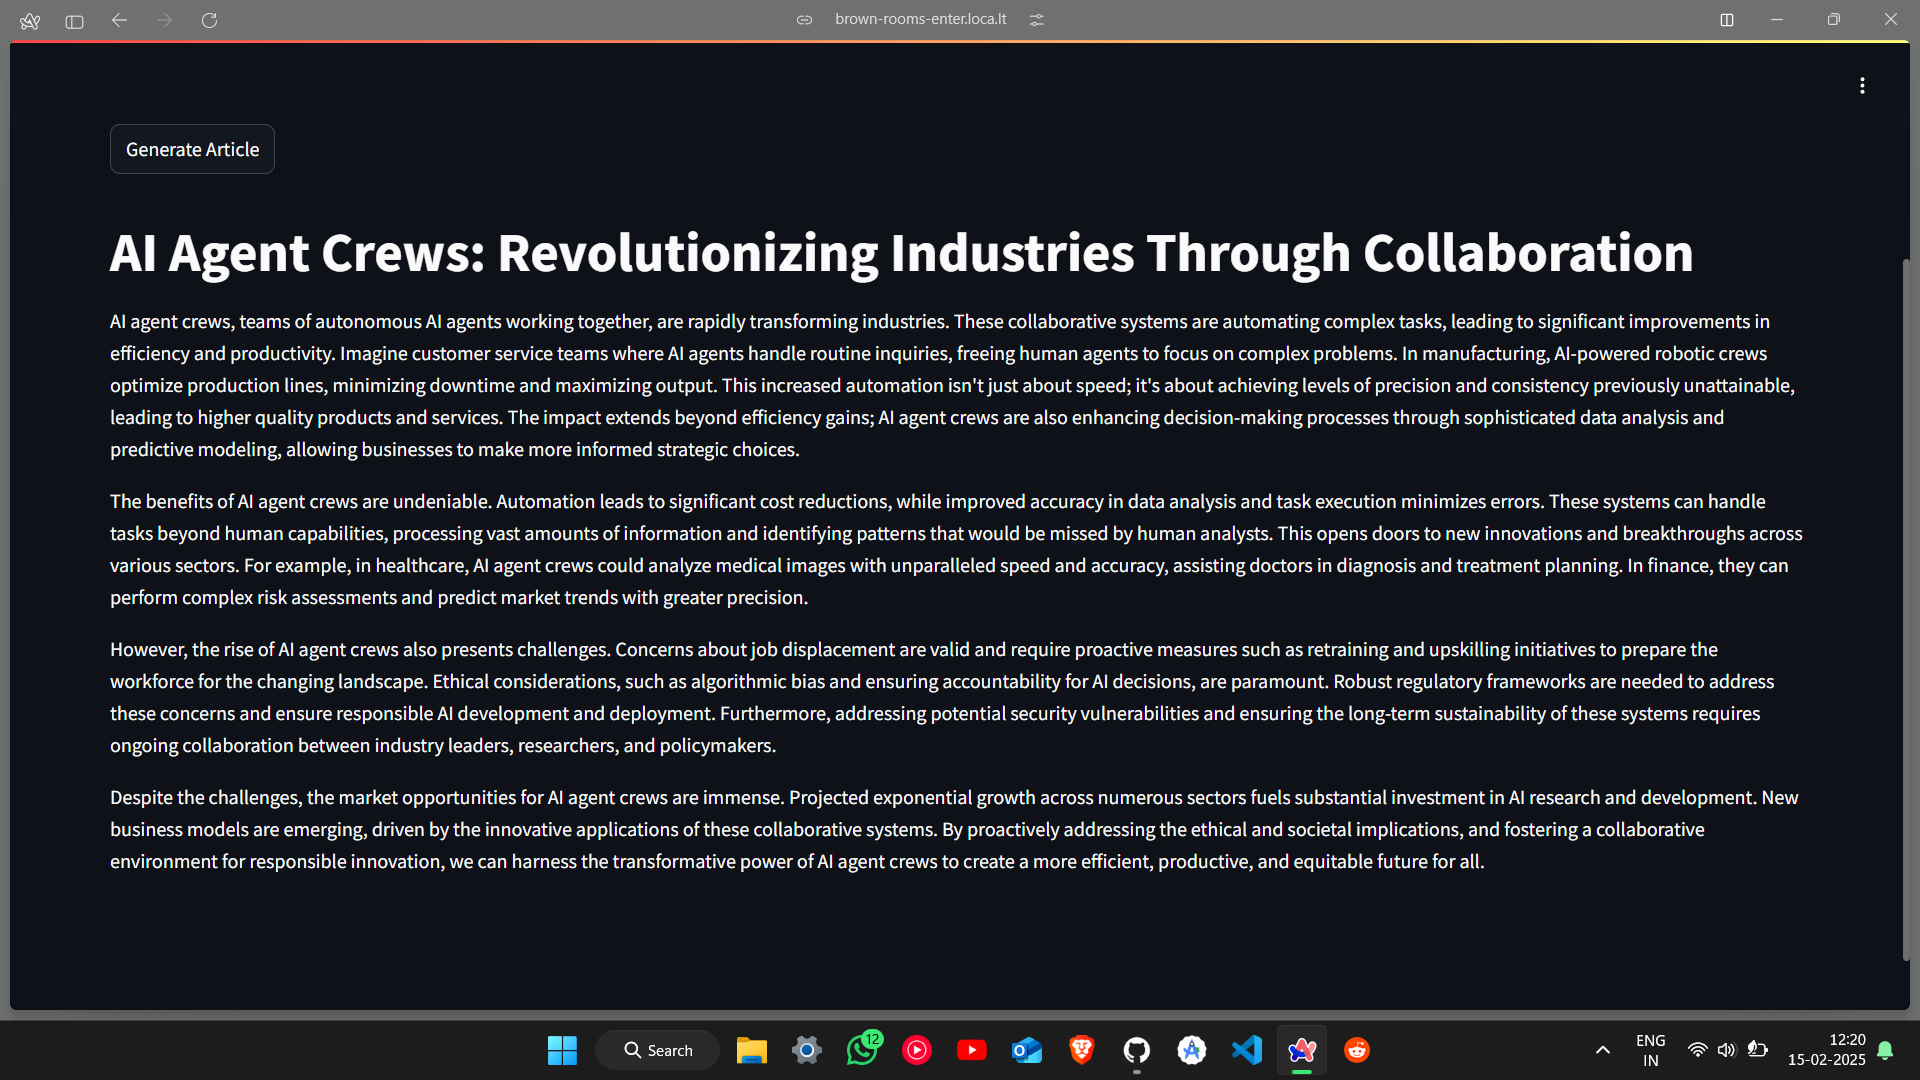 brown-rooms-enter.loca.lt
Generate Article
AI Agent Crews: Revolutionizing Industries Through Collaboration
AI agent crews, teams of autonomous AI agents working together, are rapidly transforming industries. These collaborative systems are automating complex tasks, leading to significant improvements in
efficiency and productivity. Imagine customer service teams where AI agents handle routine inquiries, freeing human agents to focus on complex problems. In manufacturing, AI-powered robotic crews
optimize production lines, minimizing downtime and maximizing output. This increased automation isn't just about speed; it's about achieving levels of precision and consistency previously unattainable,
leading to higher quality products and services. The impact extends beyond efficiency gains; AI agent crews are also enhancing decision-making processes through sophisticated data analysis and
predictive modeling, allowing businesses to make more informed strategic choices.
The benefits of AI agent crews are undeniable. Automation leads to significant cost reductions, while improved accuracy in data analysis and task execution minimizes errors. These systems can handle
tasks beyond human capabilities, processing vast amounts of information and identifying patterns that would be missed by human analysts. This opens doors to new innovations and breakthroughs across
various sectors. For example, in healthcare, AI agent crews could analyze medical images with unparalleled speed and accuracy, assisting doctors in diagnosis and treatment planning. In finance, they can
perform complex risk assessments and predict market trends with greater precision.
However, the rise of AI agent crews also presents challenges. Concerns about job displacement are valid and require proactive measures such as retraining and upskilling initiatives to prepare the
workforce for the changing landscape. Ethical considerations, such as algorithmic bias and ensuring accountability for AI decisions, are paramount. Robust regulatory frameworks are needed to address
these concerns and ensure responsible AI development and deployment. Furthermore, addressing potential security vulnerabilities and ensuring the long-term sustainability of these systems requires
ongoing collaboration between industry leaders, researchers, and policymakers.
Despite the challenges, the market opportunities for AI agent crews are immense. Projected exponential growth across numerous sectors fuels substantial investment in AI research and development. New
business models are emerging, driven by the innovative applications of these collaborative systems. By proactively addressing the ethical and societal implications, and fostering a collaborative
environment for responsible innovation, we can harness the transformative power of AI agent crews to create a more efficient, productive, and equitable future for all.
Search
12
ENG
IN
12:20
15-02-2025